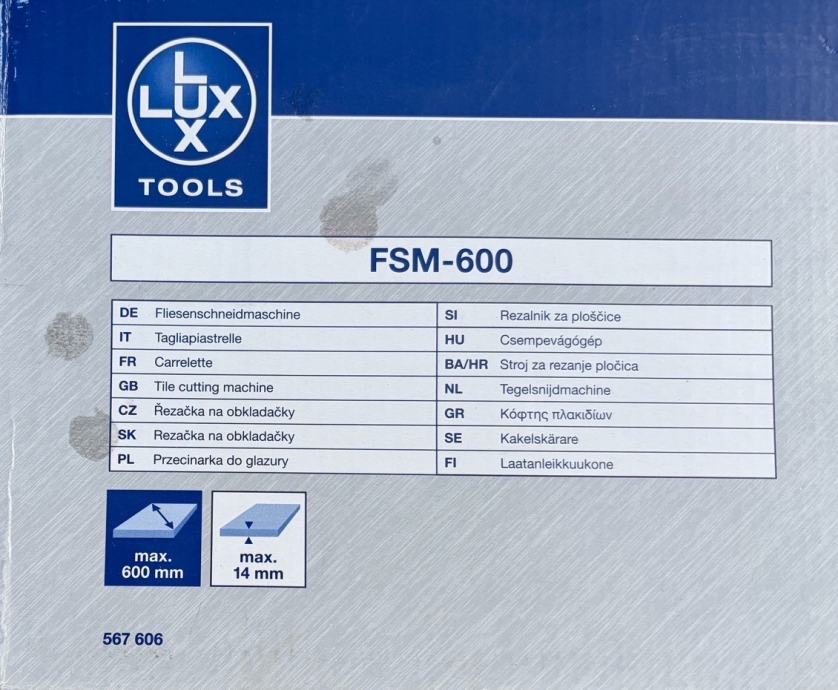 LUX
LUX
TOOLS
FSM-600
DE Fliesenschneidmaschine
IT Tagliapiastrelle
FR Carrelette
GB Tile cutting machine
CZ Řezačka na obkladačky
SK Rezačka na obkladačky
PL Przecinarka do glazury
SI Rezalnik za ploščice
HU Csempevágógép
BA/HR Stroj za rezanje pločica
NL Tegelsnijdmachine
GR Κόφτης πλακιδίων
SE Kakelskärare
FI Laatanleikkuukone
max.
600 mm
max.
14 mm
567 606